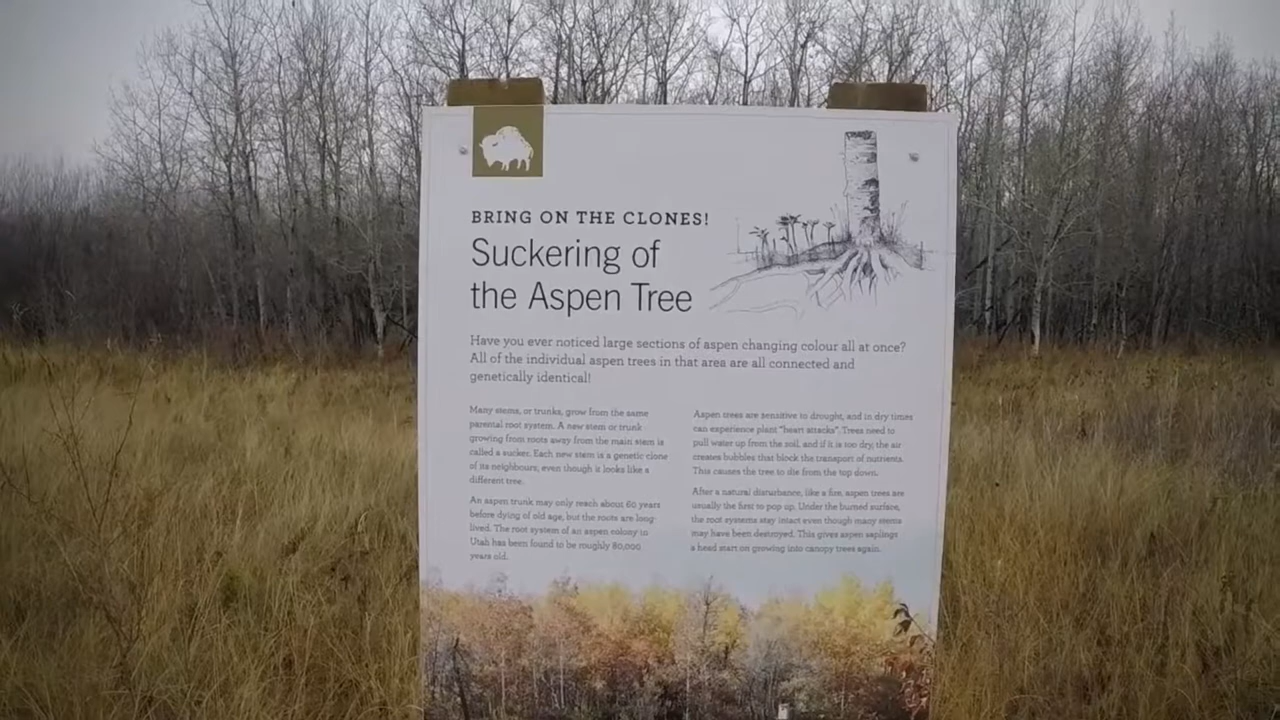 BRING ON THE CLONES!
Suckering of
the Aspen Tree
Have you ever noticed large sections of aspen changing colour all at once?
All of the individual aspen trees in that area are all connected and
genetically identical!
Many stems, or trunks, grow from the same
parental root system. A new stem or trunk
growing from roots away from the main stem is
called a sucker. Each new stem is a genetic clone
of its neighbours, even though it looks like a
different tree.
An aspen trunk may only reach about 60 years
before dying of old age, but the roots are long-
lived. The root system of an aspen colony in
Utah has been found to be roughly 80,000
years old.
Aspen trees are sensitive to drought, and in dry times
can experience plant "heart attacks". Trees need to
pull water up from the soil, and if it is too dry, the air
creates bubbles that block the transport of nutrients.
This causes the tree to die from the top down.
After a natural disturbance, like a fire, aspen trees are
usually the first to pop up. Under the burned surface,
the root systems stay intact even though many stems
may have been destroyed. This gives aspen saplings
a head start on growing into canopy trees again.